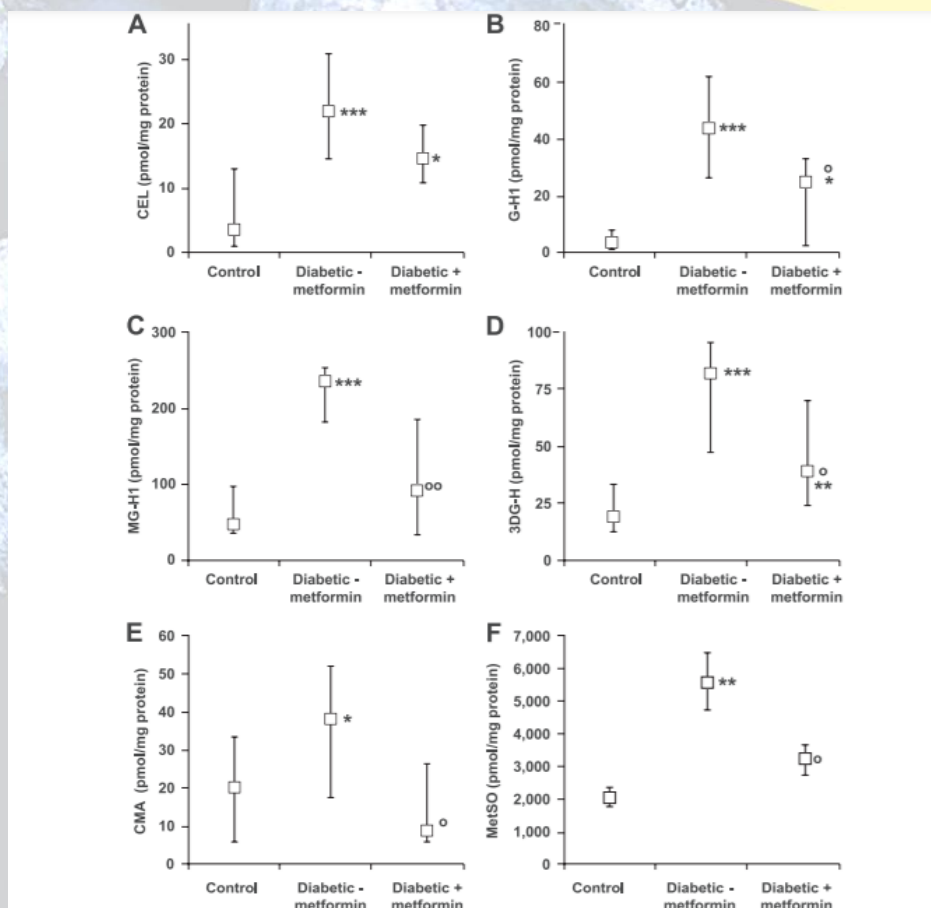 A
CEL (pmol/mg protein)
30
20
10
0
***
*
Control
Diabetic -
metformin
Diabetic +
metformin
B
G-H1 (pmol/mg protein)
80
60
40
20
0
***
°
*
Control
Diabetic -
metformin
Diabetic +
metformin
C
MG-H1 (pmol/mg protein)
300
200
100
0
***
°°
Control
Diabetic -
metformin
Diabetic +
metformin
D
3DG-H (pmol/mg protein)
100
75
50
25
0
***
°
**
Control
Diabetic -
metformin
Diabetic +
metformin
E
CMA (pmol/mg protein)
60
50
40
30
20
10
0
*
°
Control
Diabetic -
metformin
Diabetic +
metformin
F
MetSO (pmol/mg protein)
7,000
6,000
5,000
4,000
3,000
2,000
1,000
0
**
°
Control
Diabetic -
metformin
Diabetic +
metformin